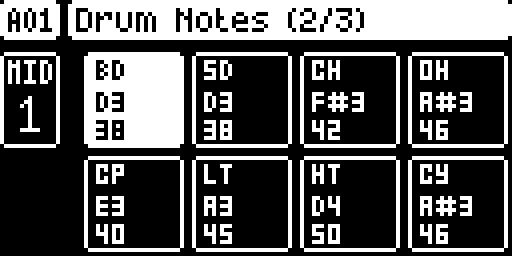 A01 Drum Notes (2/3)
MID
1
BD
D3
38
SD
D3
38
CH
F#3
42
OH
A#3
46
CP
E3
40
LT
A3
45
HT
D4
50
CY
A#3
46